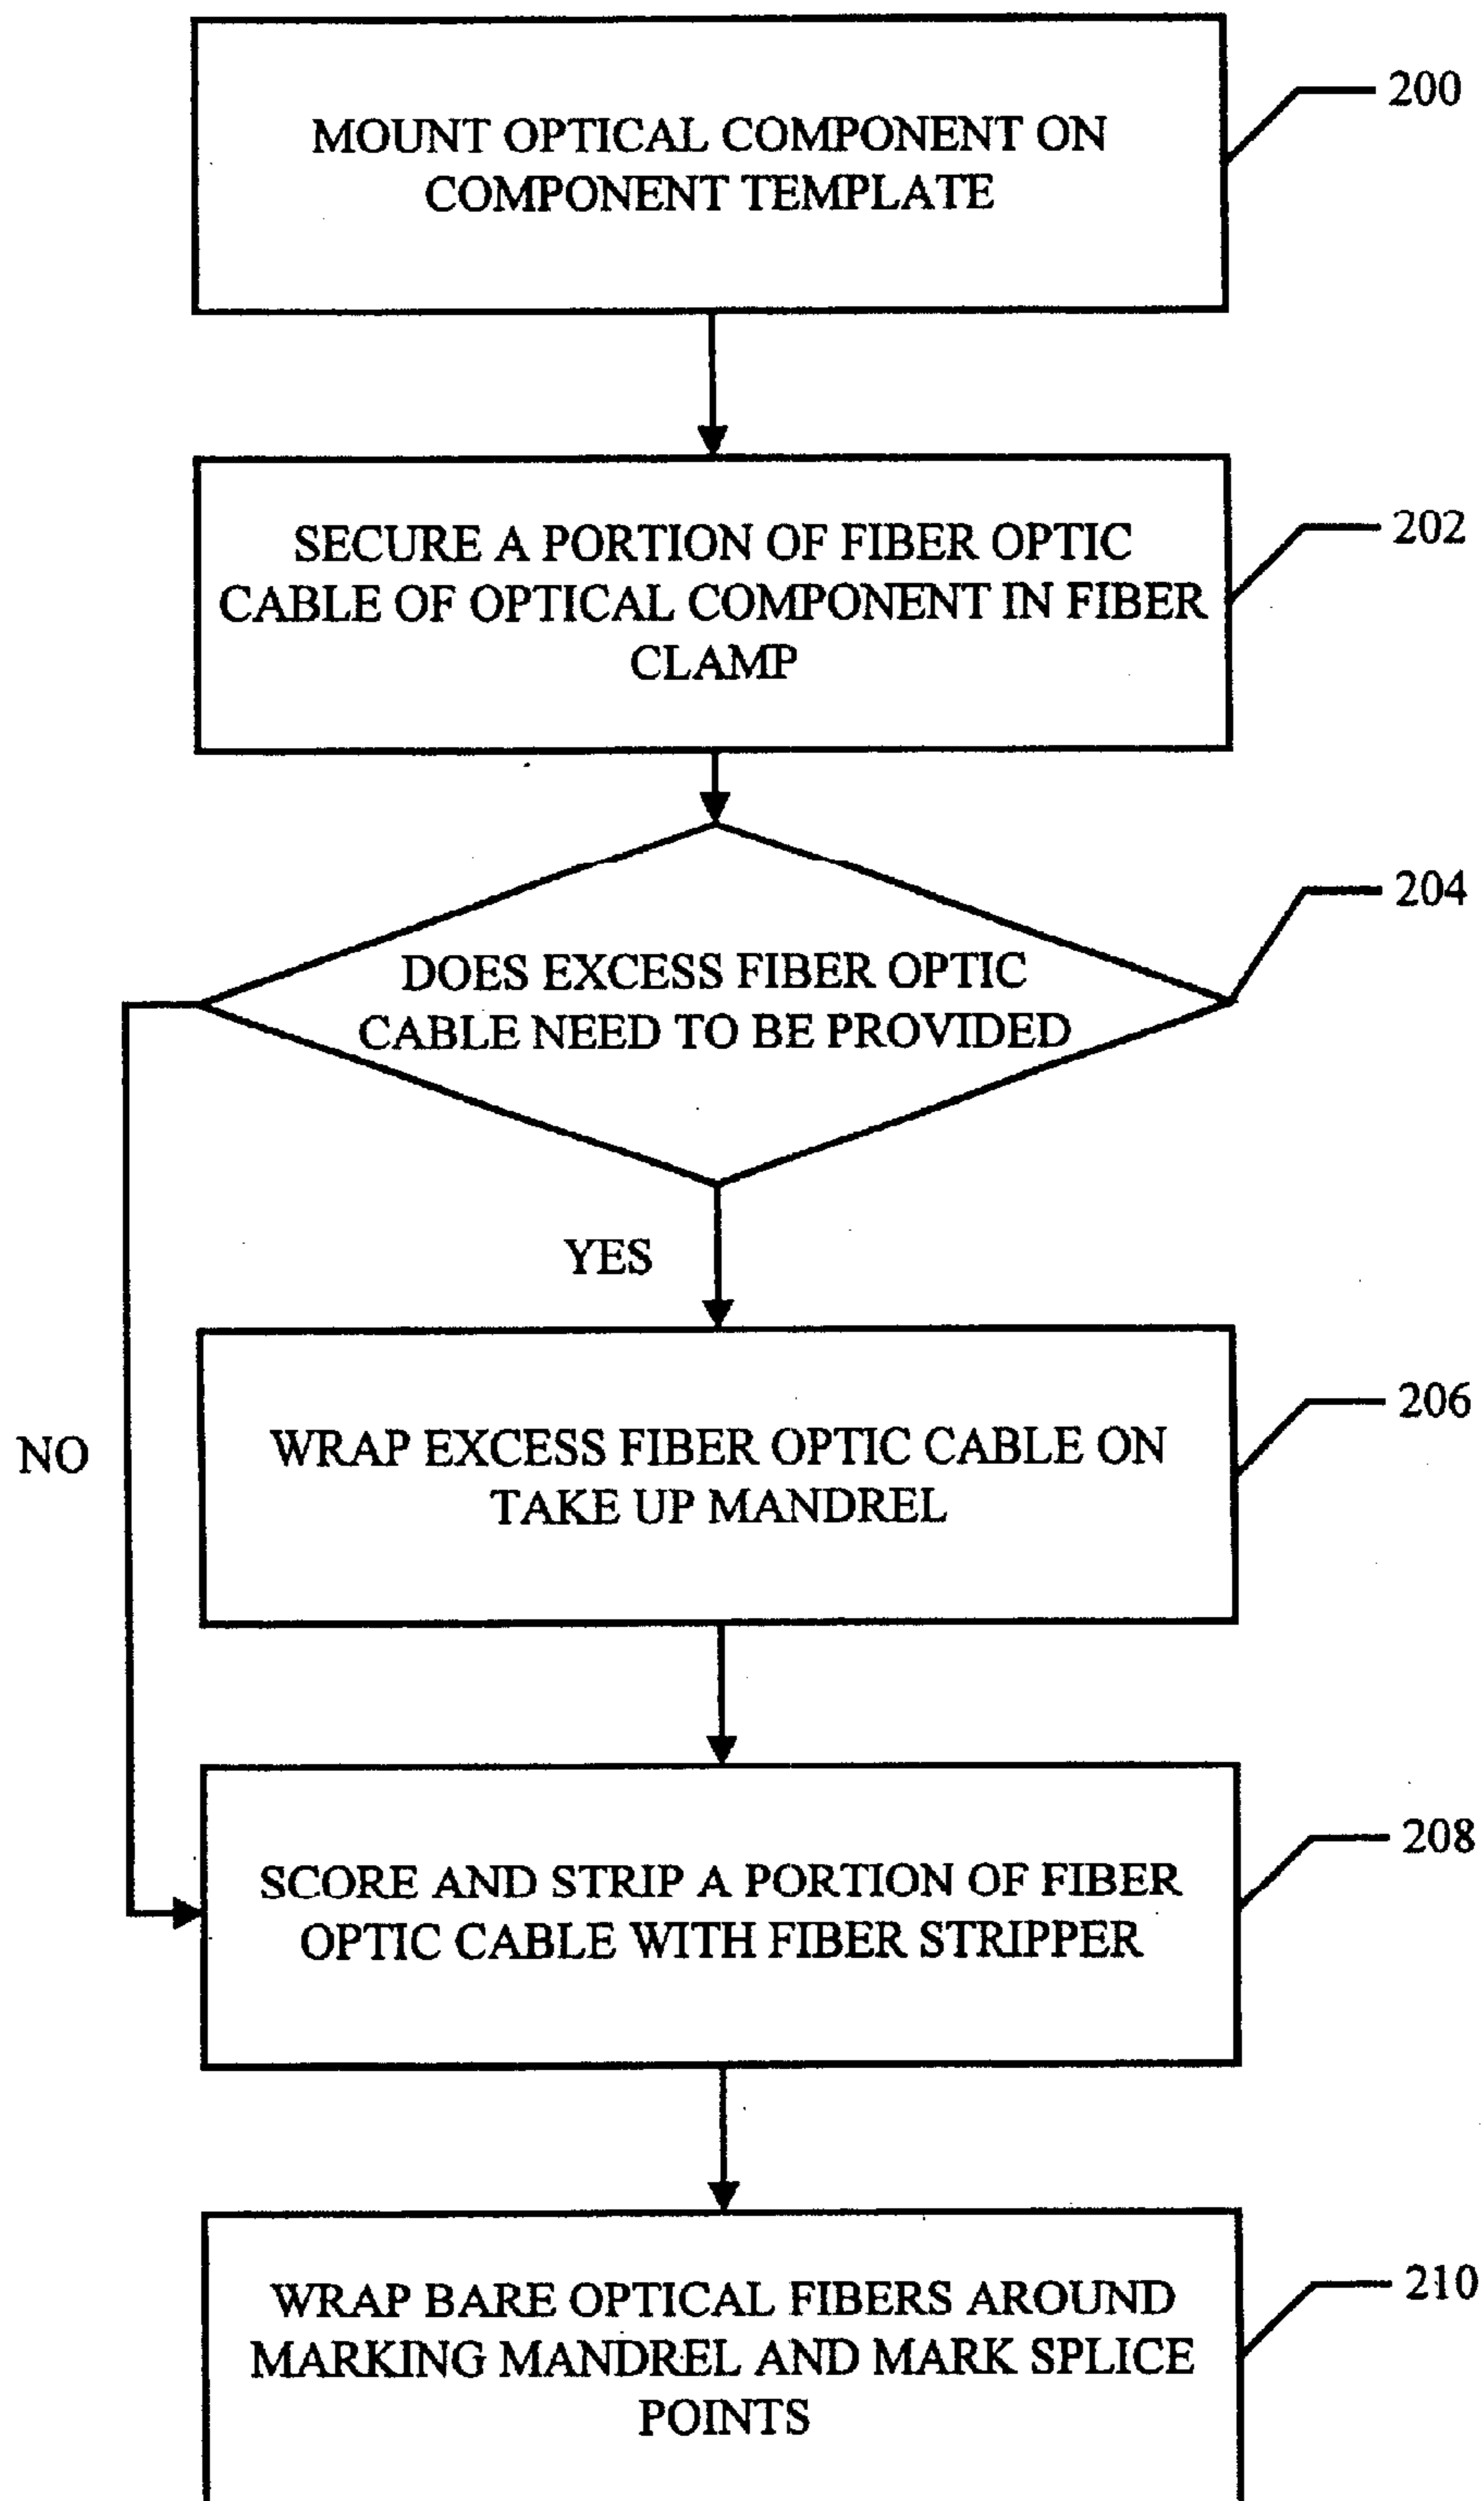 MOUNT OPTICAL COMPONENT ON
COMPONENT TEMPLATE
200
SECURE A PORTION OF FIBER OPTIC
CABLE OF OPTICAL COMPONENT IN FIBER
CLAMP
202
DOES EXCESS FIBER OPTIC
CABLE NEED TO BE PROVIDED
204
YES
NO
WRAP EXCESS FIBER OPTIC CABLE ON
TAKE UP MANDREL
206
SCORE AND STRIP A PORTION OF FIBER
OPTIC CABLE WITH FIBER STRIPPER
208
WRAP BARE OPTICAL FIBERS AROUND
MARKING MANDREL AND MARK SPLICE
POINTS
210